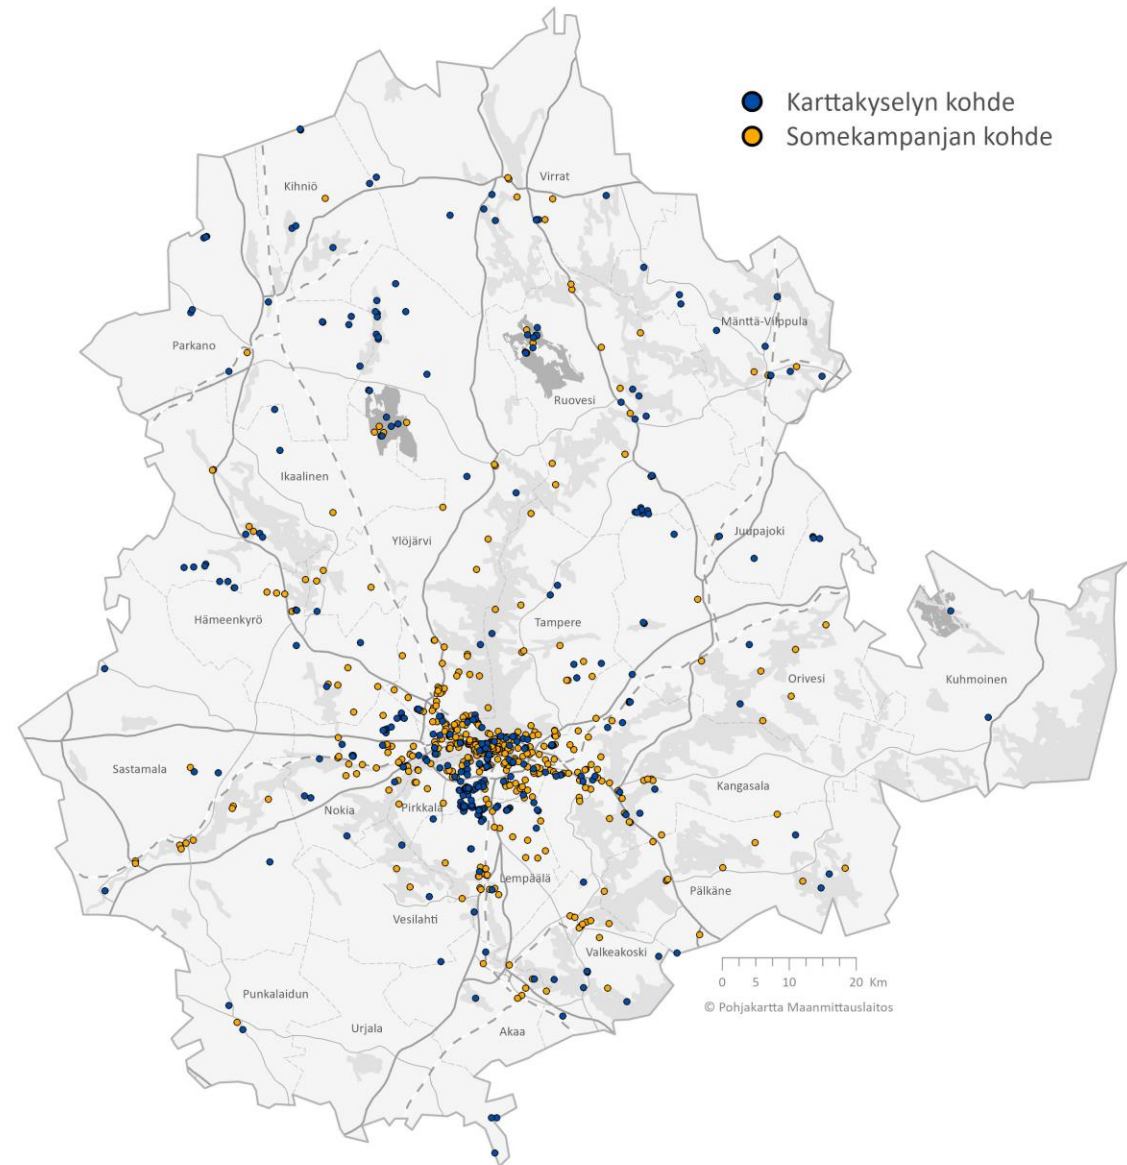 Karttakyselyn kohde
Somekampanjan kohde
Virrat
Kihniö
Mänttä-Vilppula
Parkano
Ruovesi
Ikaalinen
Juupajoki
Ylöjärvi
Hämeenkyrö
Tampere
Orivesi
Kuhmoinen
Sastamala
Kangasala
Nokia
Pirkkala
Lempäälä
Pälkäne
Vesilahti
Valkeakoski
0 5 10 20 Km
Punkalaidun
© Pohjakartta Maanmittauslaitos
Urjala
Akaa